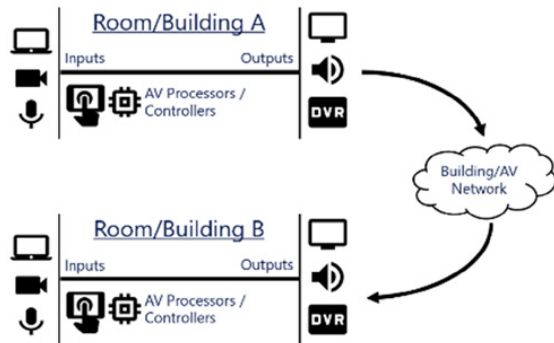 Room/Building A
Inputs
Outputs
AV Processors /
Controllers
DVR
Building/AV
Network
Room/Building B
Inputs
Outputs
AV Processors /
Controllers
DVR